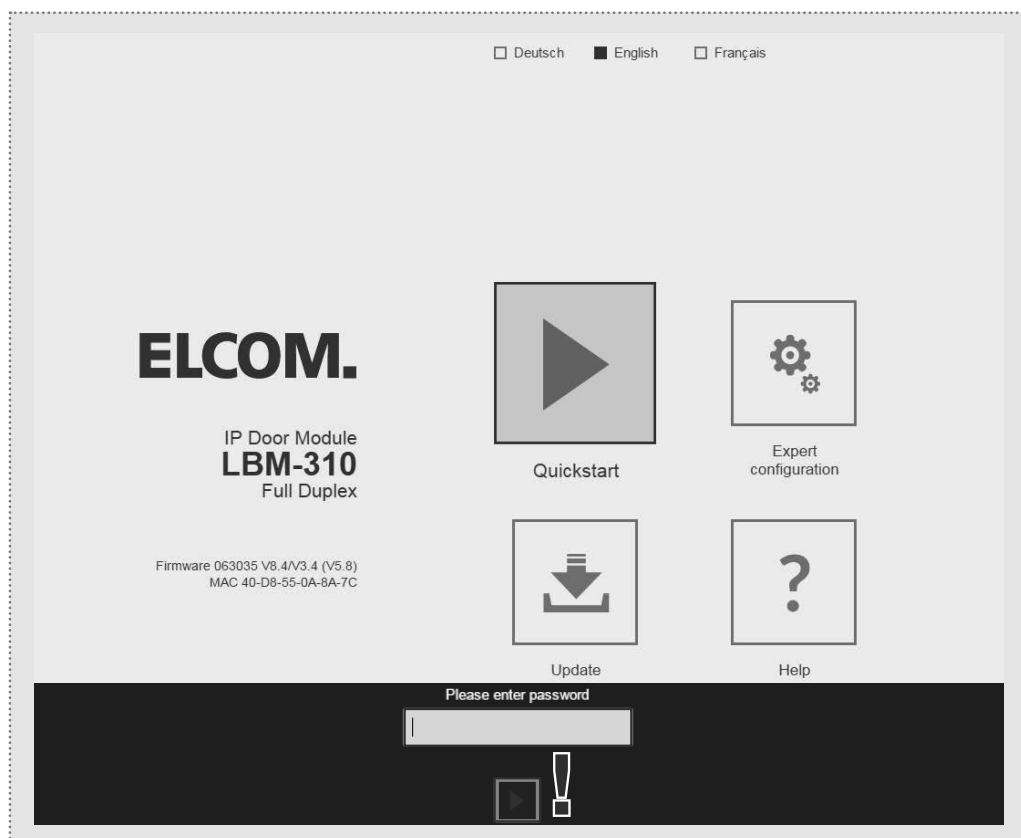 Deutsch English Français
ELCOM.
IP Door Module
LBM-310
Full Duplex
Firmware 063035 V8.4/V3.4 (V5.8)
MAC 40-D8-55-0A-8A-7C
Quickstart
Expert
configuration
Update
Help
Please enter password